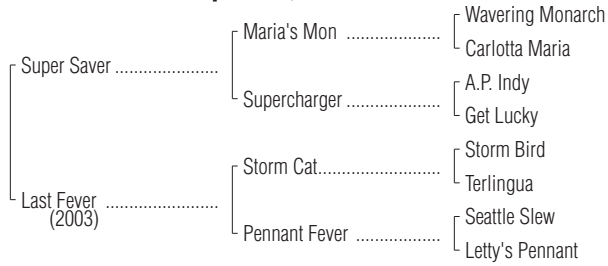 Wavering Monarch
Maria's Mon ....................
Carlotta Maria
Super Saver ......................
A.P. Indy
Supercharger ....................
Get Lucky
Storm Bird
Storm Cat.........................
Terlingua
Last Fever ........................
(2003)
Seattle Slew
Pennant Fever ..................
Letty's Pennant